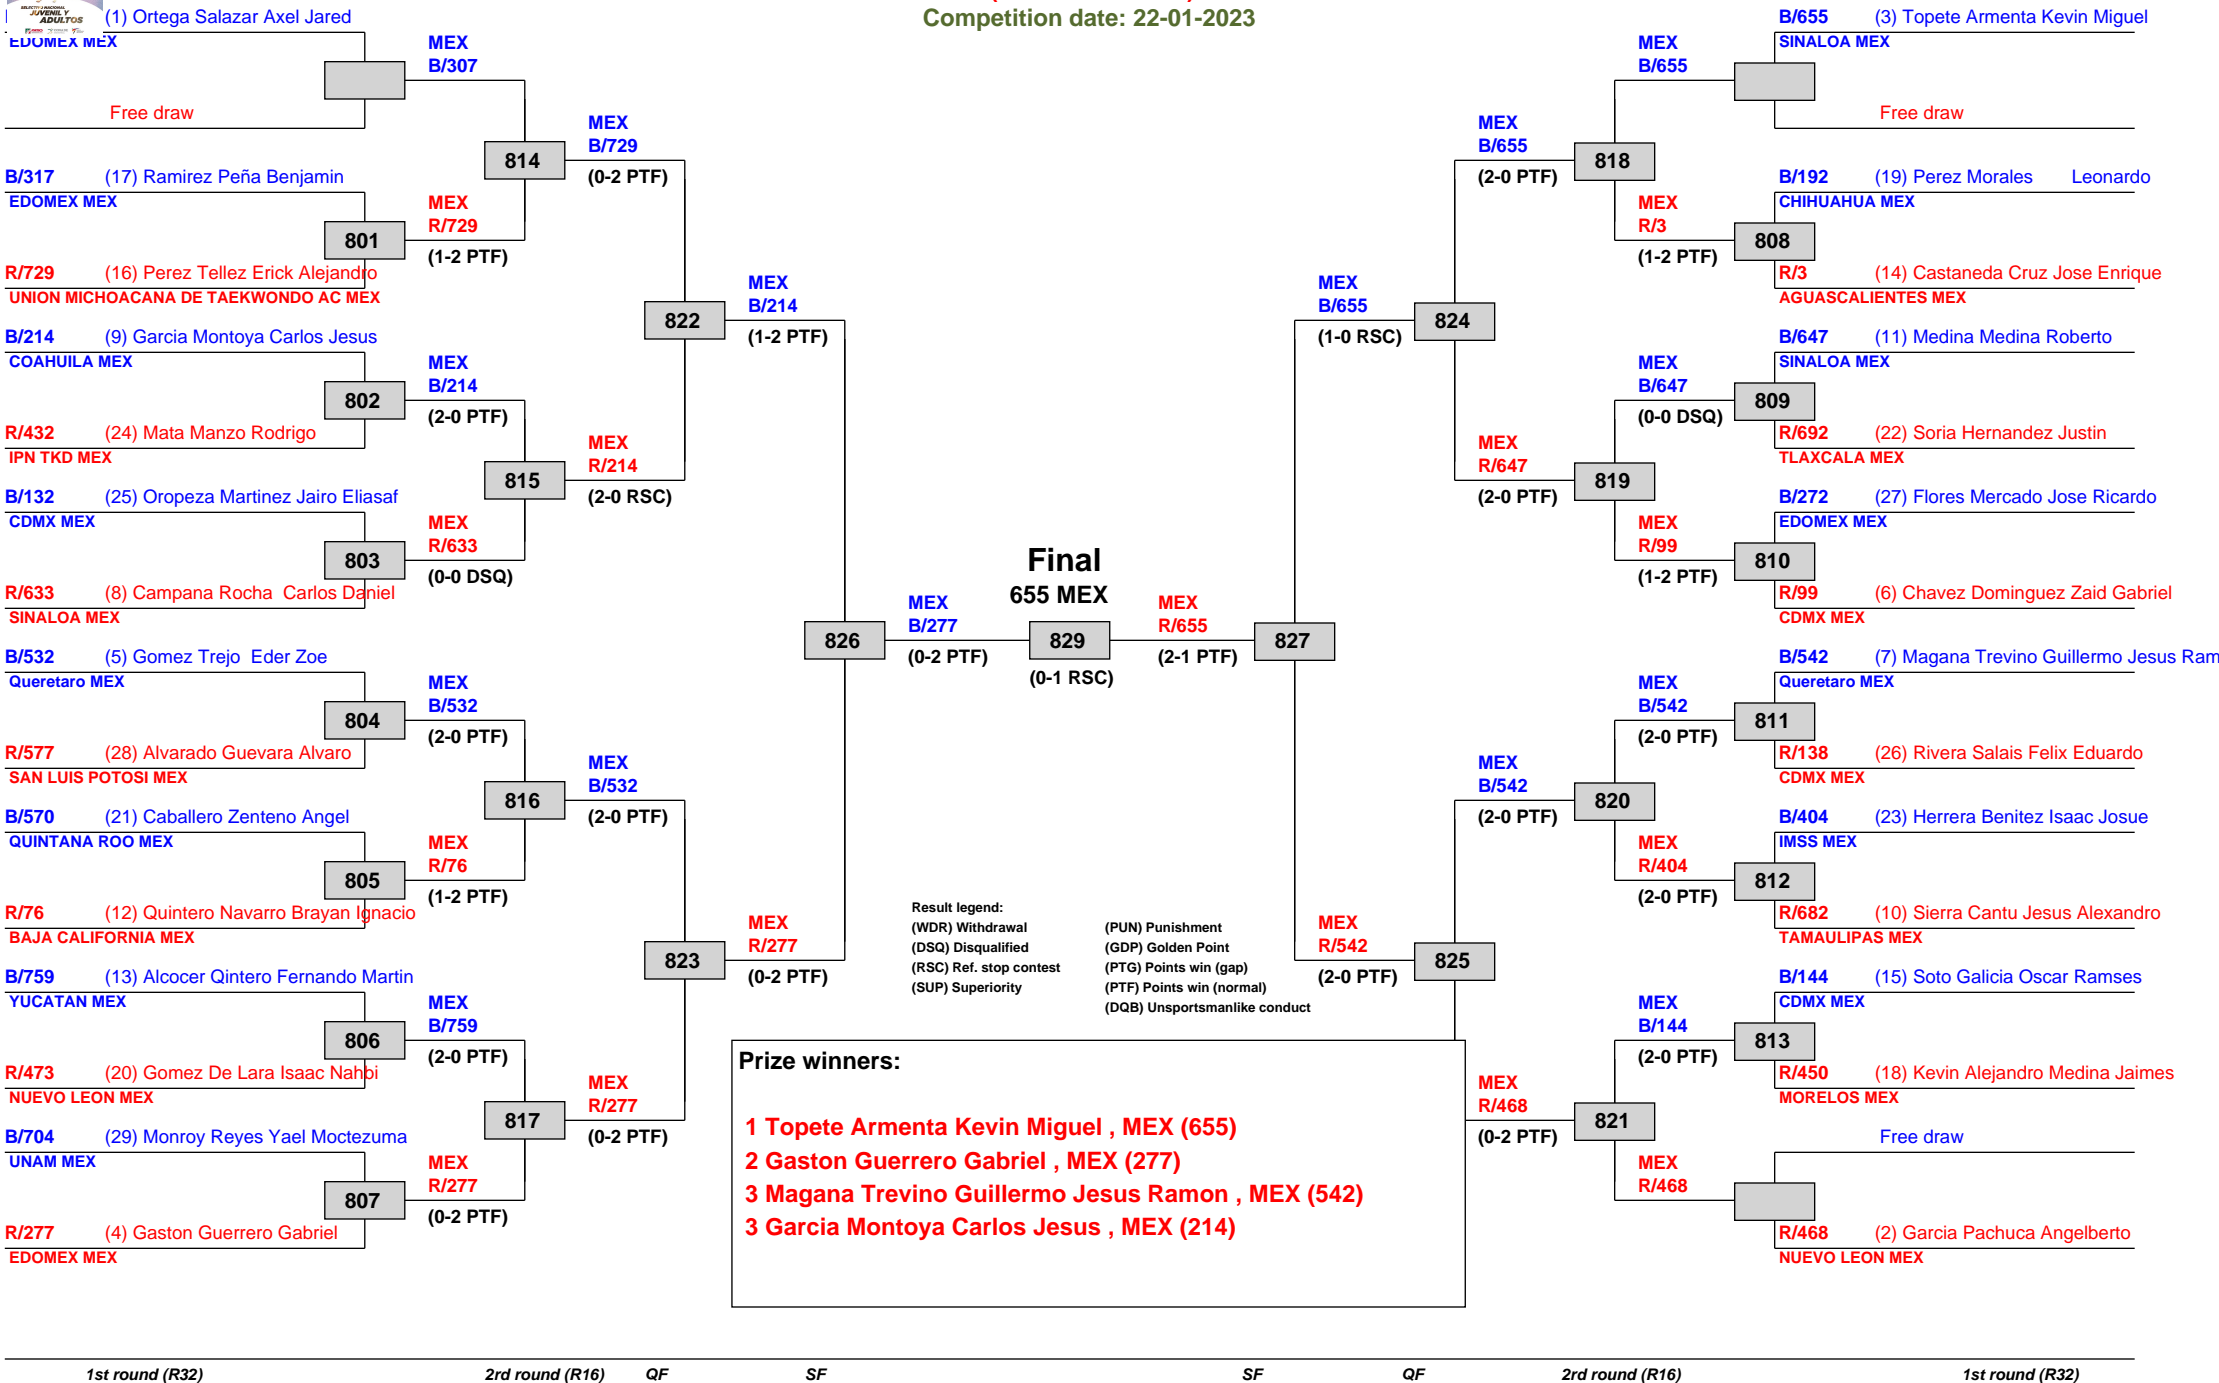 SELECTIVO NACIONAL
JUVENIL Y
ADULTOS
Competition date: 22-01-2023
(1) Ortega Salazar Axel Jared
EDOMEX MEX
Free draw
B/317 (17) Ramirez Peña Benjamin
EDOMEX MEX
R/729 (16) Perez Tellez Erick Alejandro
UNION MICHOACANA DE TAEKWONDO AC MEX
B/214 (9) Garcia Montoya Carlos Jesus
COAHUILA MEX
R/432 (24) Mata Manzo Rodrigo
IPN TKD MEX
B/132 (25) Oropeza Martinez Jairo Eliasaf
CDMX MEX
R/633 (8) Campana Rocha Carlos Daniel
SINALOA MEX
B/532 (5) Gomez Trejo Eder Zoe
Queretaro MEX
R/577 (28) Alvarado Guevara Alvaro
SAN LUIS POTOSI MEX
B/570 (21) Caballero Zenteno Angel
QUINTANA ROO MEX
R/76 (12) Quintero Navarro Brayan Ignacio
BAJA CALIFORNIA MEX
B/759 (13) Alcocer Qintero Fernando Martin
YUCATAN MEX
R/473 (20) Gomez De Lara Isaac Nahbi
NUEVO LEON MEX
B/704 (29) Monroy Reyes Yael Moctezuma
UNAM MEX
R/277 (4) Gaston Guerrero Gabriel
EDOMEX MEX
801
802
803
804
805
806
807
MEX
B/307
MEX
R/729
(1-2 PTF)
MEX
B/214
(2-0 PTF)
MEX
R/633
(0-0 DSQ)
MEX
B/532
(2-0 PTF)
MEX
R/76
(1-2 PTF)
MEX
B/759
(2-0 PTF)
MEX
R/277
(0-2 PTF)
814
815
816
817
MEX
B/729
(0-2 PTF)
MEX
R/214
(2-0 RSC)
MEX
B/532
(2-0 PTF)
MEX
R/277
(0-2 PTF)
822
823
MEX
B/214
(1-2 PTF)
MEX
R/277
(0-2 PTF)
826
MEX
B/277
(0-2 PTF)
Final
655 MEX
829
(0-1 RSC)
MEX
R/655
(2-1 PTF)
827
MEX
B/655
(1-0 RSC)
MEX
R/542
(2-0 PTF)
824
825
MEX
B/655
(2-0 PTF)
MEX
R/647
(2-0 PTF)
MEX
B/542
(2-0 PTF)
MEX
R/468
(0-2 PTF)
818
819
820
821
MEX
B/655
MEX
R/3
(1-2 PTF)
MEX
B/647
(0-0 DSQ)
MEX
R/99
(1-2 PTF)
MEX
B/542
(2-0 PTF)
MEX
R/404
(2-0 PTF)
MEX
B/144
(2-0 PTF)
MEX
R/468
808
809
810
811
812
813
B/655 (3) Topete Armenta Kevin Miguel
SINALOA MEX
Free draw
B/192 (19) Perez Morales Leonardo
CHIHUAHUA MEX
R/3 (14) Castaneda Cruz Jose Enrique
AGUASCALIENTES MEX
B/647 (11) Medina Medina Roberto
SINALOA MEX
R/692 (22) Soria Hernandez Justin
TLAXCALA MEX
B/272 (27) Flores Mercado Jose Ricardo
EDOMEX MEX
R/99 (6) Chavez Dominguez Zaid Gabriel
CDMX MEX
B/542 (7) Magana Trevino Guillermo Jesus Ram
Queretaro MEX
R/138 (26) Rivera Salais Felix Eduardo
CDMX MEX
B/404 (23) Herrera Benitez Isaac Josue
IMSS MEX
R/682 (10) Sierra Cantu Jesus Alexandro
TAMAULIPAS MEX
B/144 (15) Soto Galicia Oscar Ramses
CDMX MEX
R/450 (18) Kevin Alejandro Medina Jaimes
MORELOS MEX
Free draw
R/468 (2) Garcia Pachuca Angelberto
NUEVO LEON MEX
Result legend:
(WDR) Withdrawal (PUN) Punishment
(DSQ) Disqualified (GDP) Golden Point
(RSC) Ref. stop contest (PTG) Points win (gap)
(SUP) Superiority (PTF) Points win (normal)
(DQB) Unsportsmanlike conduct
Prize winners:
1 Topete Armenta Kevin Miguel , MEX (655)
2 Gaston Guerrero Gabriel , MEX (277)
3 Magana Trevino Guillermo Jesus Ramon , MEX (542)
3 Garcia Montoya Carlos Jesus , MEX (214)
1st round (R32) 2rd round (R16) QF SF SF QF 2rd round (R16) 1st round (R32)